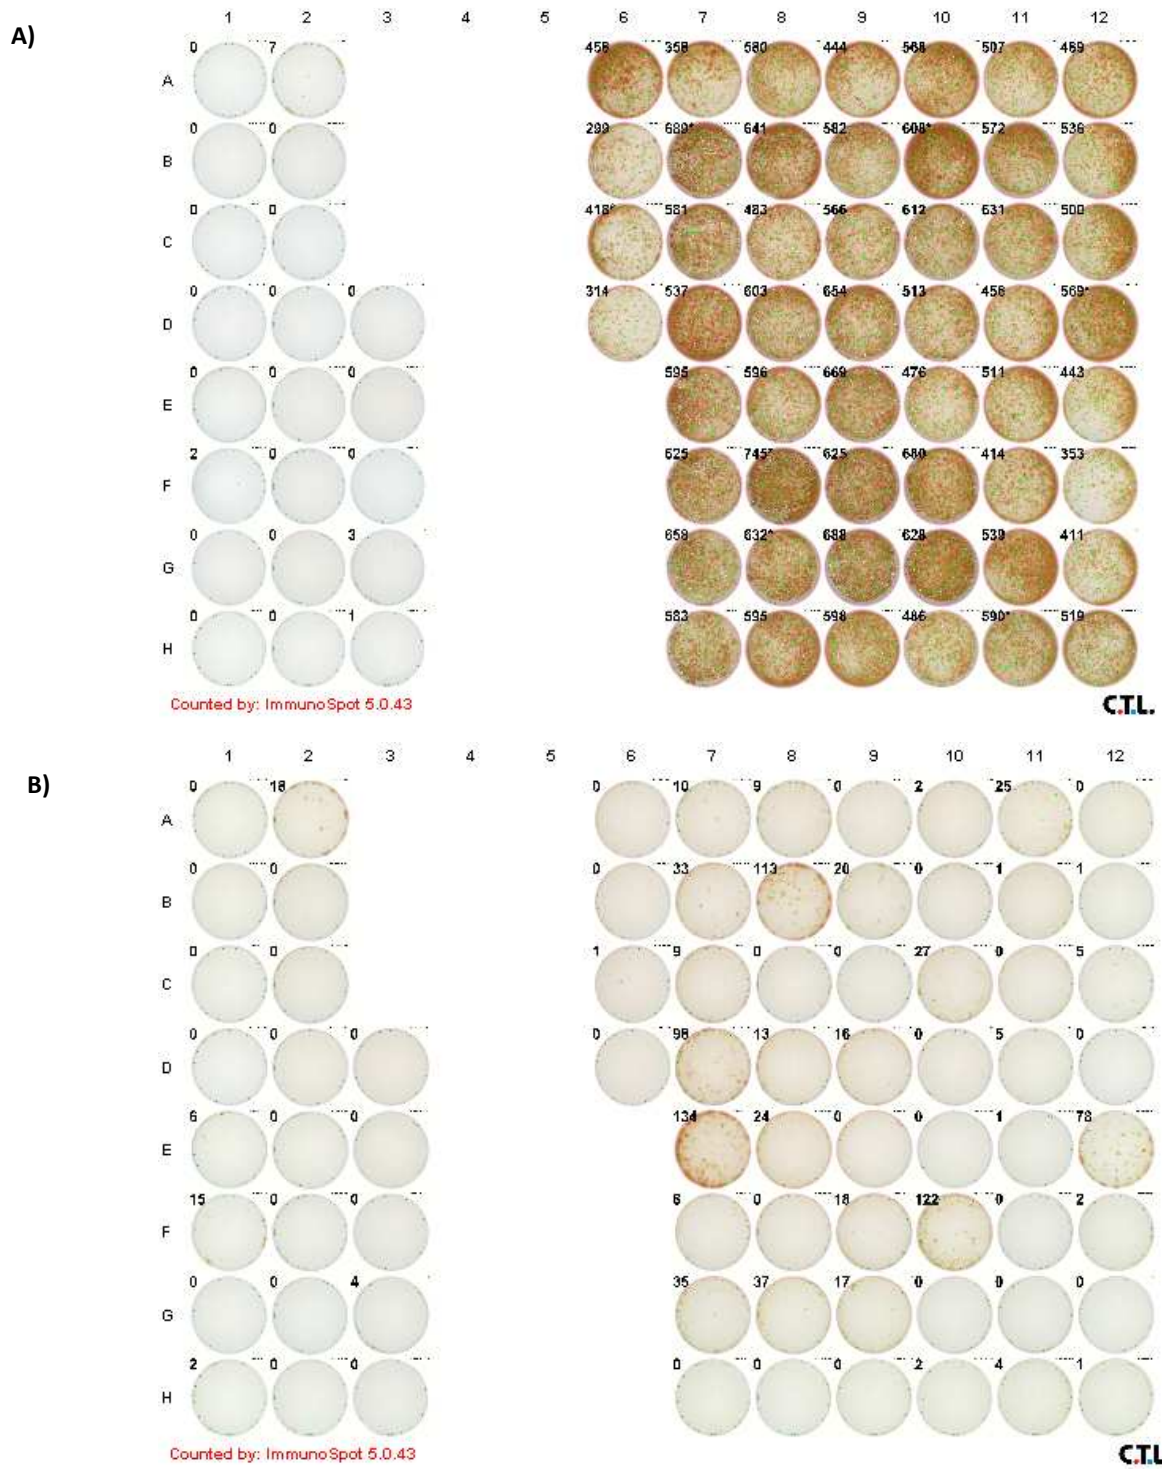 A)
1 2 3 4 5 6 7 8 9 10 11 12
A 0 7 456 359 580 444 568 507 469
B 0 0 299 689* 641 582 608* 572 536
C 0 0 418* 581 483 566 612 631 500
D 0 0 0 314 537 603 654 513 456 569*
E 0 0 0 595 596 669 476 511 443
F 2 0 0 625 745* 625 680 414 353
G 0 0 3 658 632* 688 628 539 411
H 0 0 1 583 595 598 486 590* 519
Counted by: ImmunoSpot 5.0.43
C.T.L.
B)
1 2 3 4 5 6 7 8 9 10 11 12
A 0 18 0 10 9 0 2 25 0
B 0 0 0 33 113 20 0 1 1
C 0 0 1 9 0 0 27 0 5
D 0 0 0 0 98 13 16 0 5 0
E 6 0 0 134 24 0 0 1 78
F 15 0 0 6 0 18 122 0 2
G 0 0 4 35 37 17 0 0 0
H 2 0 0 0 0 0 2 4 1
Counted by: ImmunoSpot 5.0.43
C.T.L